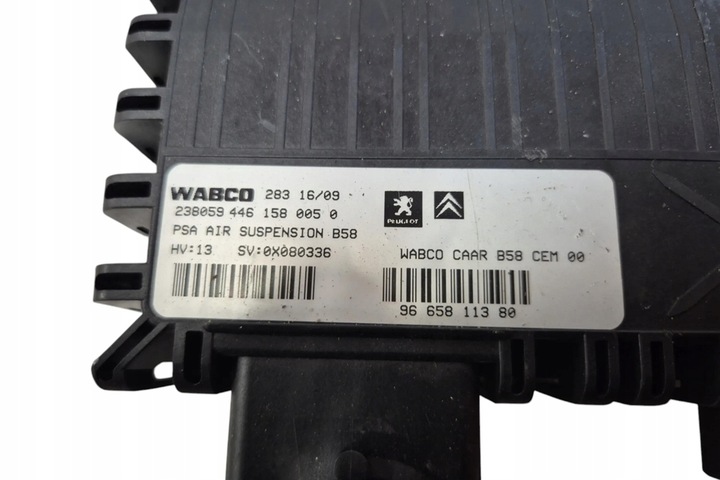 WABCO 283 16/09
238059 446 158 005 0
PSA AIR SUSPENSION B58
HV:13 SV:0X080336
PEUGEOT
WABCO CAAR B58 CEM 00
96 658 113 80